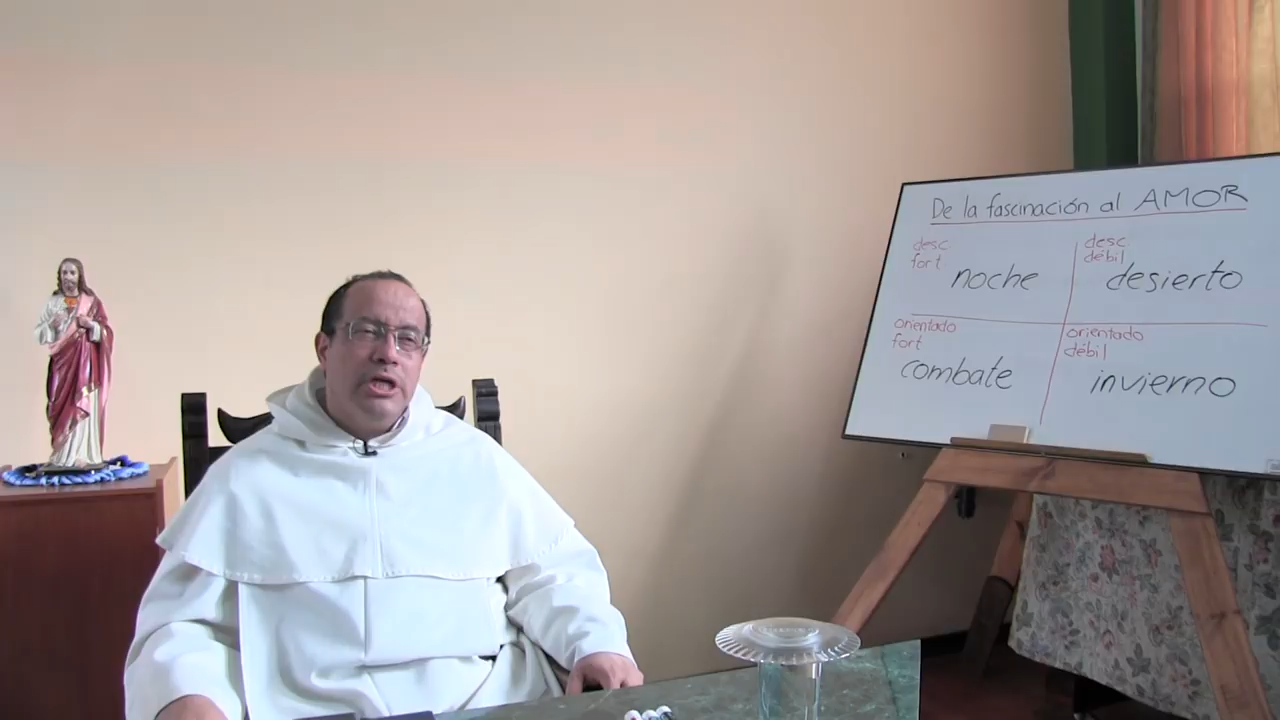 De la fascinación al AMOR
desc
fort
noche
desc.
débil
desierto
orientado
fort
combate
orientado
débil
invierno